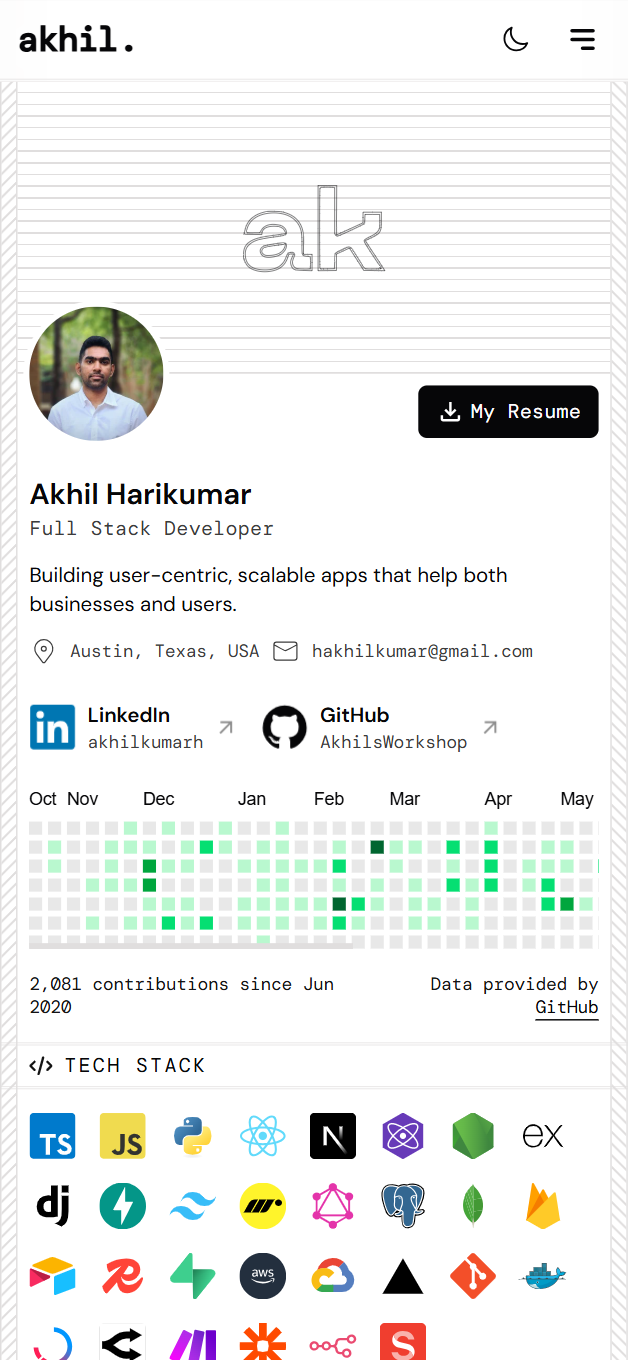 akhil.
ak
My Resume
Akhil Harikumar
Full Stack Developer
Building user-centric, scalable apps that help both
businesses and users.
Austin, Texas, USA hakhilkumar@gmail.com
LinkedIn GitHub
akhilkumarh AkhilsWorkshop
Oct Nov Dec Jan Feb Mar Apr May
2,081 contributions since Jun
2020
Data provided by
GitHub
</> TECH STACK
TS JS N ex
dj
aws
S